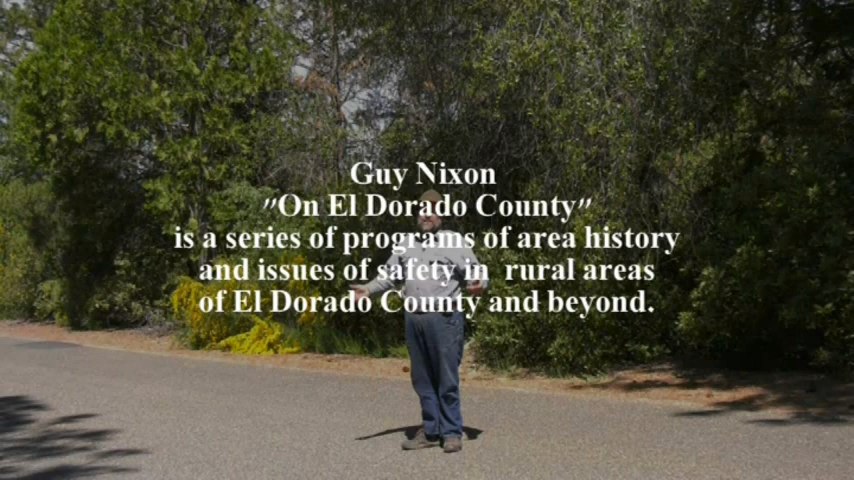 Guy Nixon
"On El Dorado County"
is a series of programs of area history
and issues of safety in rural areas
of El Dorado County and beyond.